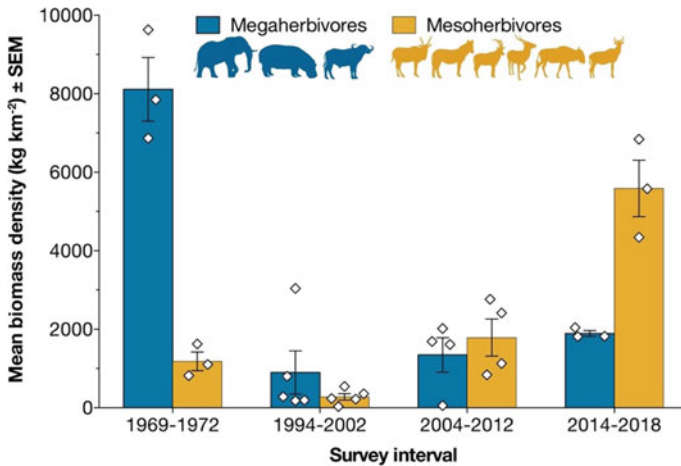 Mean biomass density (kg km⁻²) ± SEM
10000
8000
6000
4000
2000
0
Megaherbivores
Mesoherbivores
1969-1972
1994-2002
2004-2012
2014-2018
Survey interval